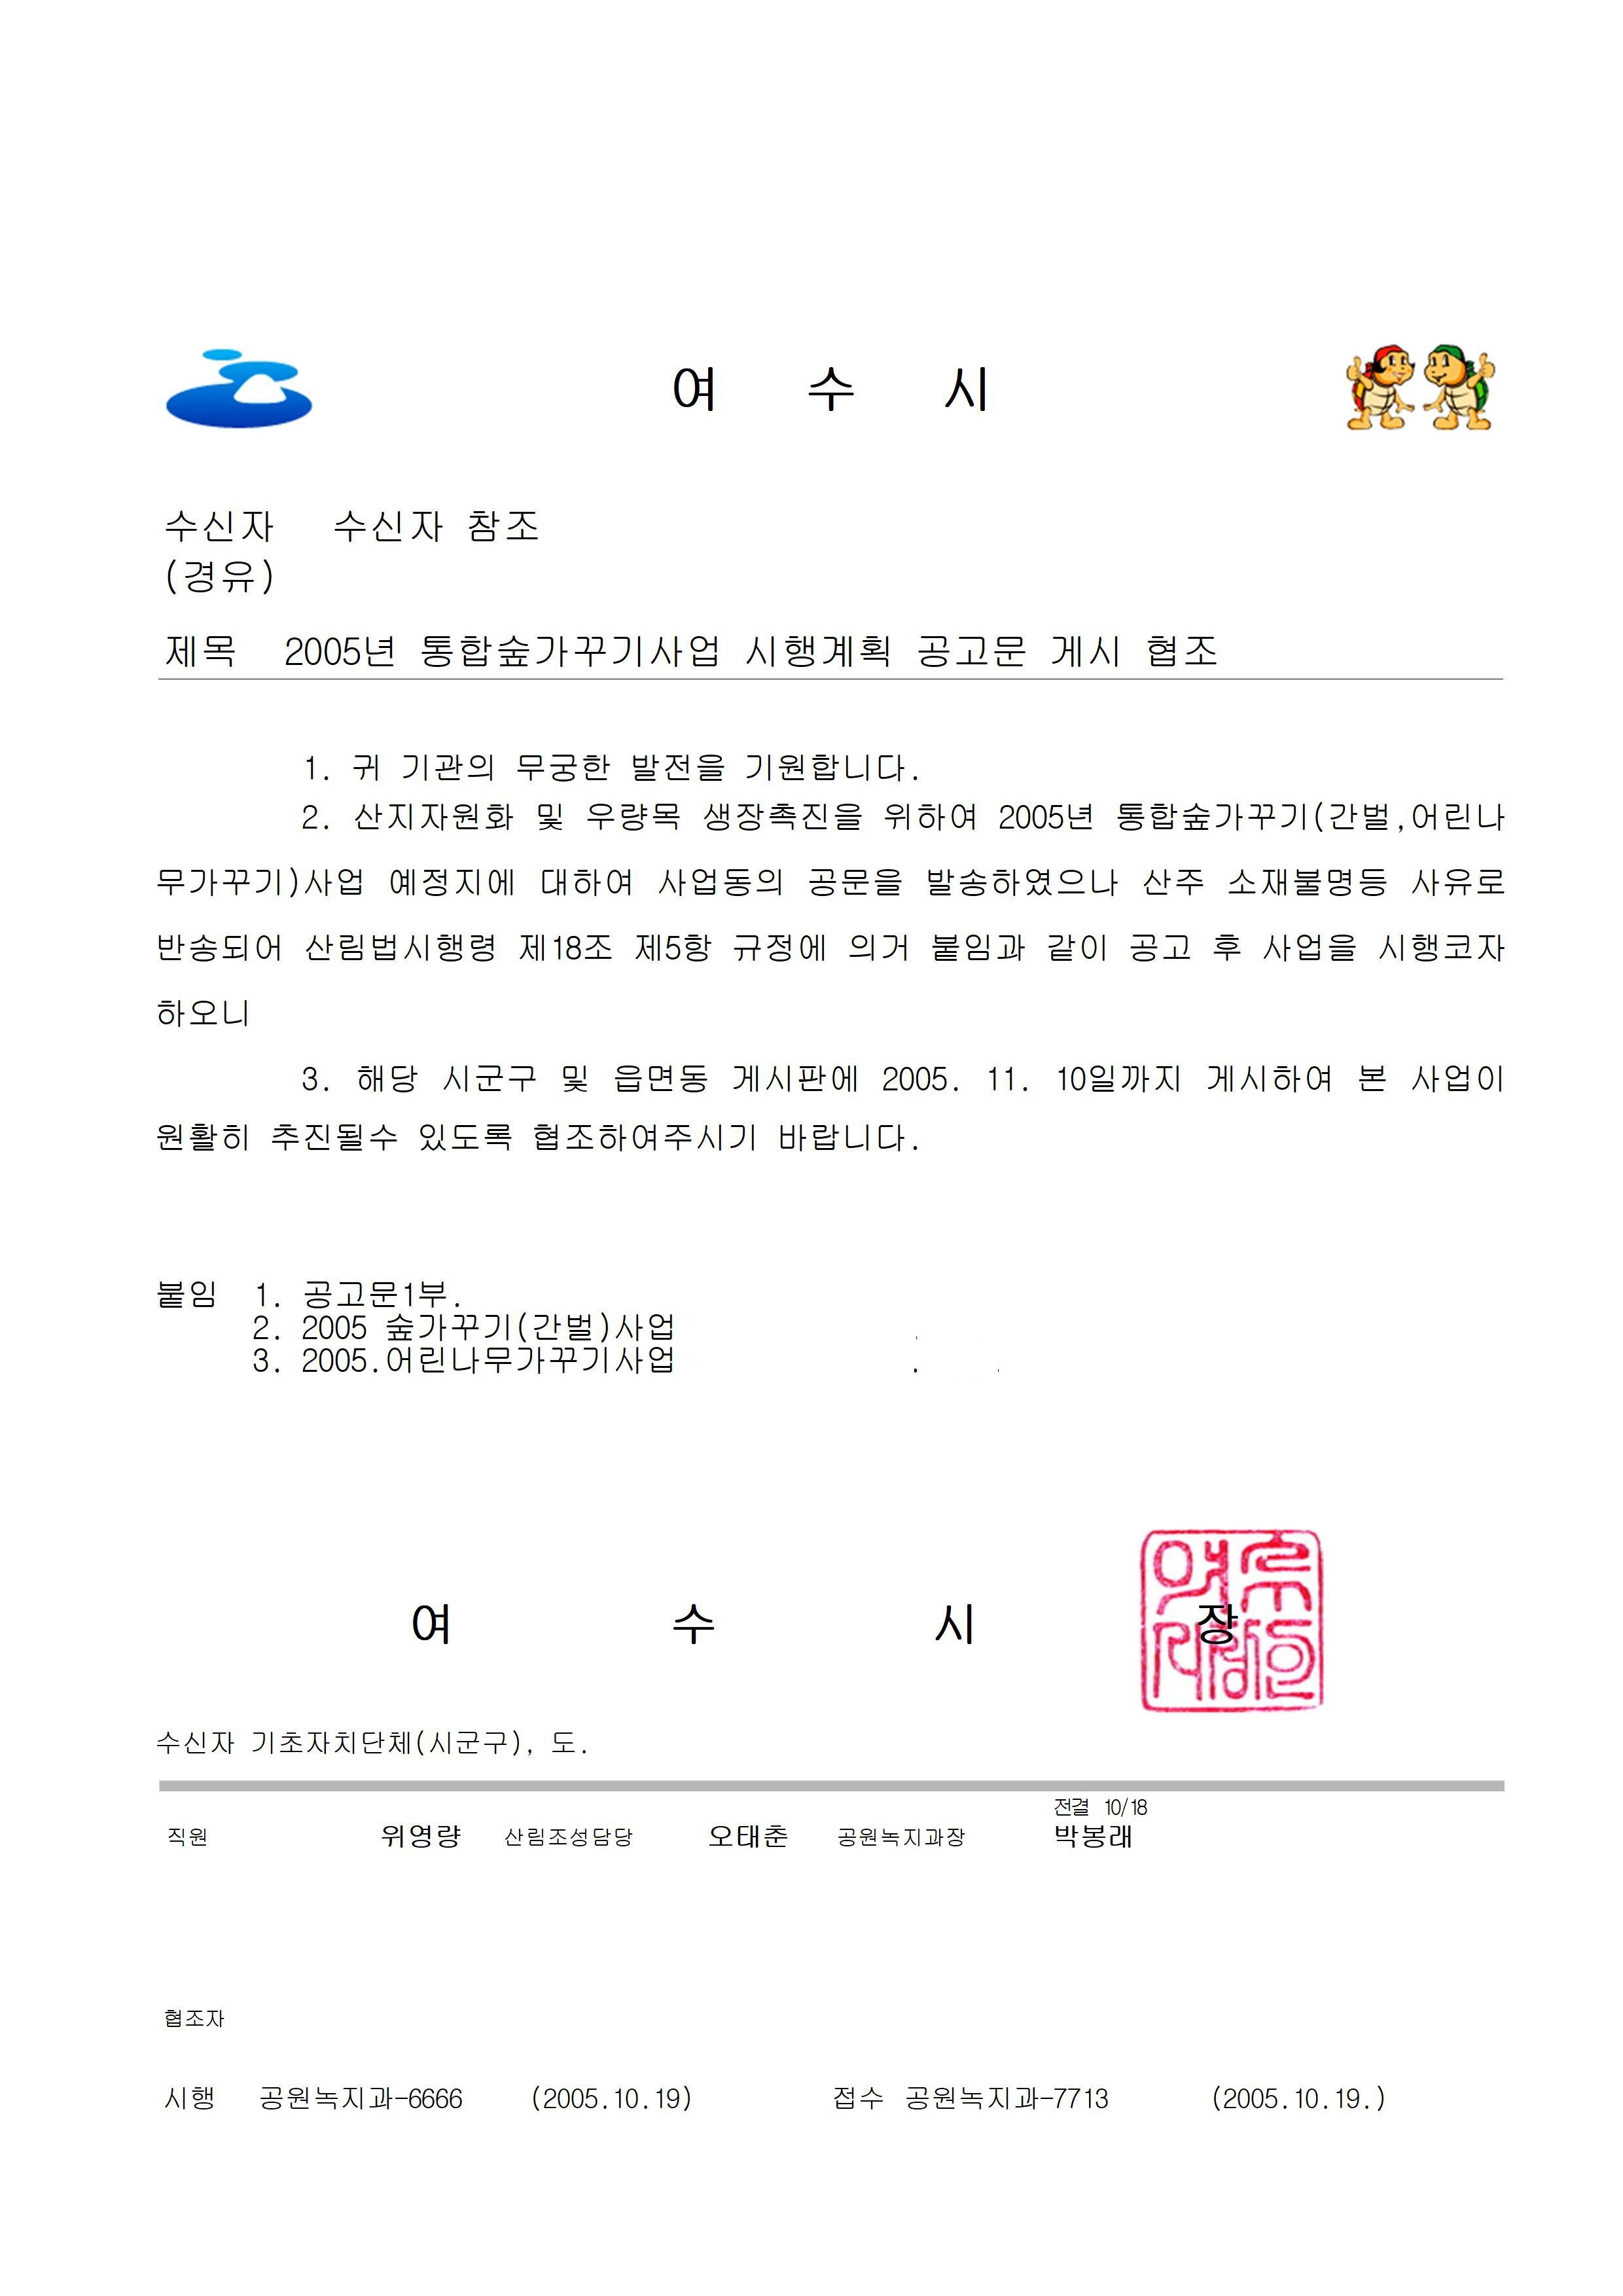 여 수 시
수신자 수신자 참조
(경유)
제목 2005년 통합숲가꾸기사업 시행계획 공고문 게시 협조
1. 귀 기관의 무궁한 발전을 기원합니다.
2. 산지자원화 및 우량목 생장촉진을 위하여 2005년 통합숲가꾸기(간벌,어린나
무가꾸기)사업 예정지에 대하여 사업동의 공문을 발송하였으나 산주 소재불명등 사유로
반송되어 산림법시행령 제18조 제5항 규정에 의거 붙임과 같이 공고 후 사업을 시행코자
하오니
3. 해당 시군구 및 읍면동 게시판에 2005. 11. 10일까지 게시하여 본 사업이
원활히 추진될수 있도록 협조하여주시기 바랍니다.
붙임 1. 공고문1부.
2. 2005 숲가꾸기(간벌)사업
3. 2005.어린나무가꾸기사업
여 수 시 장
여수시장인
수신자 기초자치단체(시군구), 도.
전결 10/18
직원 위영량 산림조성담당 오태춘 공원녹지과장 박봉래
협조자
시행 공원녹지과-6666 (2005.10.19) 접수 공원녹지과-7713 (2005.10.19.)